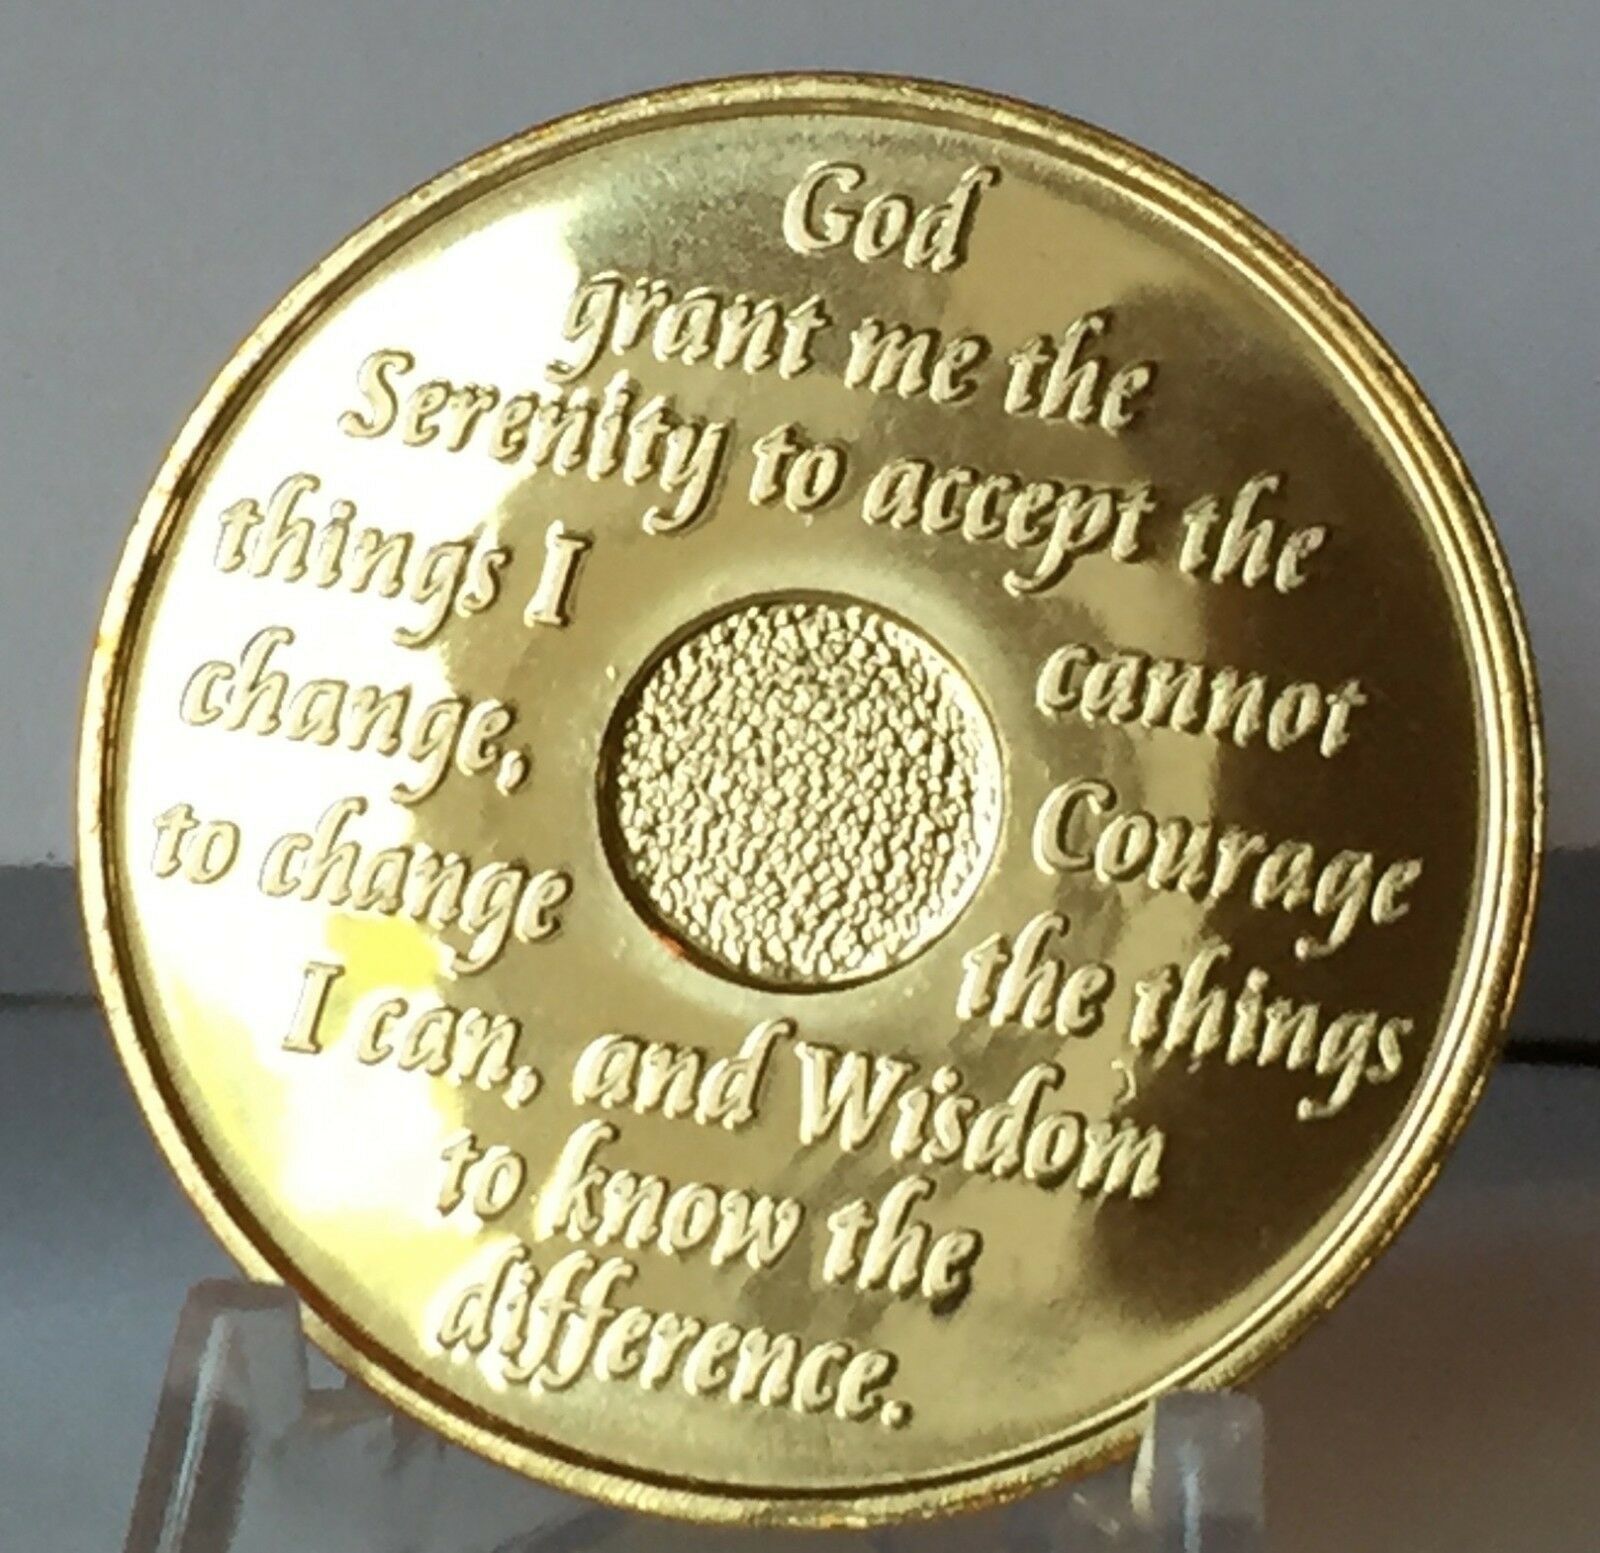 God
grant me the
Serenity to accept the
things I cannot
change, Courage
to change the things
I can, and Wisdom
to know the
difference.